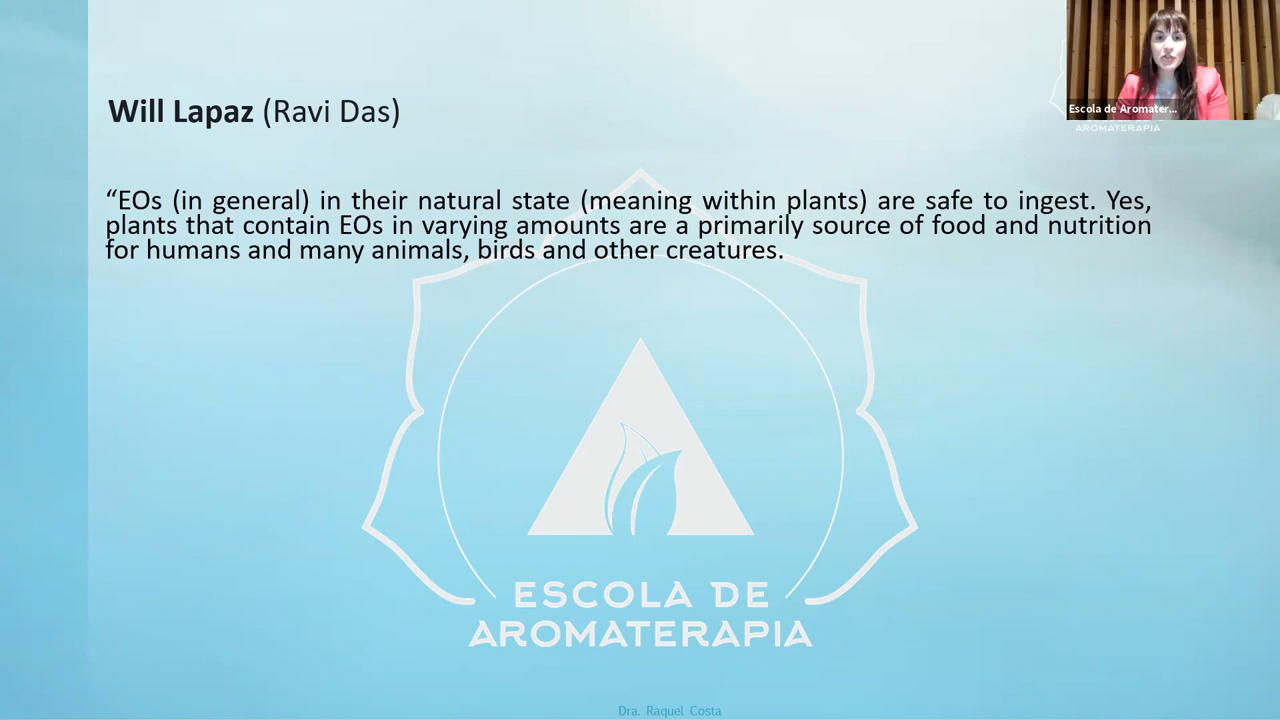 Will Lapaz (Ravi Das)
“EOs (in general) in their natural state (meaning within plants) are safe to ingest. Yes,
plants that contain EOs in varying amounts are a primarily source of food and nutrition
for humans and many animals, birds and other creatures.
Escola de Aromater...
AROMATERAPIA
ESCOLA DE
AROMATERAPIA
Dra. Raquel Costa